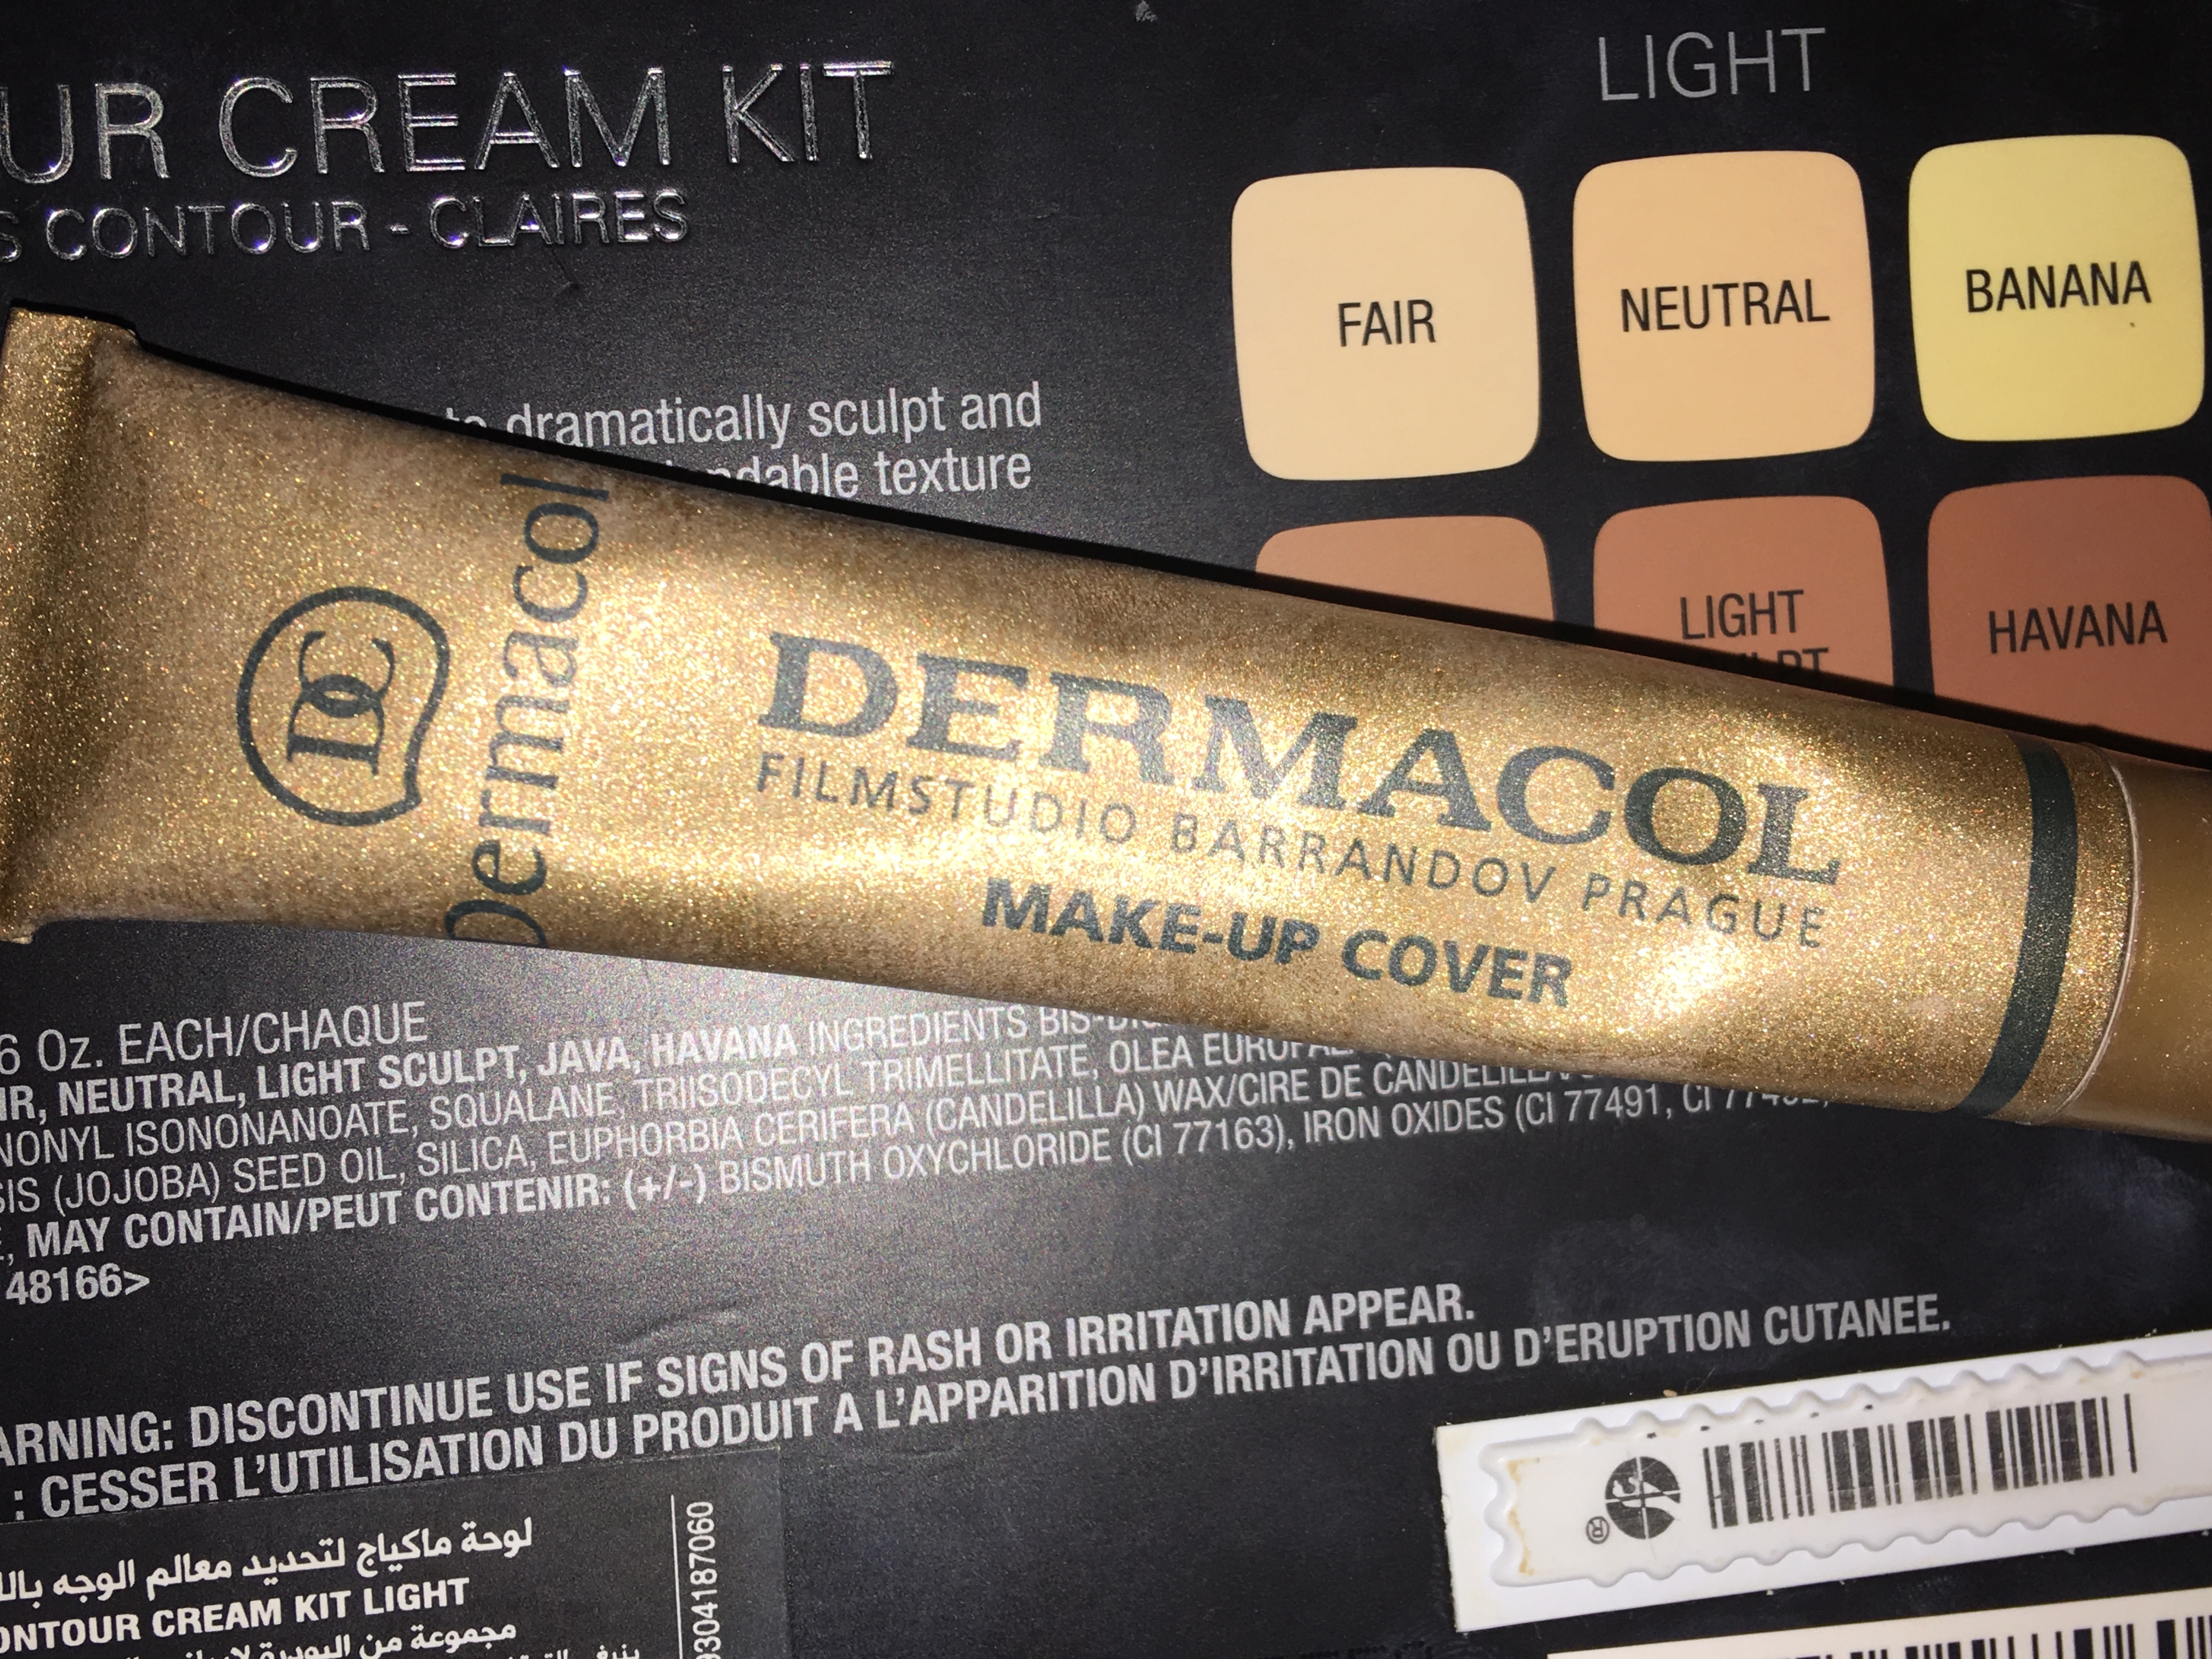 UR CREAM KIT
S CONTOUR - CLAIRES
LIGHT
FAIR
NEUTRAL
BANANA
LIGHT
HAVANA
dramatically sculpt and
texture
DC
Dermacol
DERMACOL
FILMSTUDIO BARRANDOV PRAGUE
MAKE-UP COVER
6 Oz. EACH/CHAQUE
IR, NEUTRAL, LIGHT SCULPT, JAVA, HAVANA INGREDIENTS
NONYL ISONONANOATE, SQUALANE, TRIISODECYL TRIMELLITATE, OLEA
SIS (JOJOBA) SEED OIL, SILICA, EUPHORBIA CERIFERA (CANDELILLA) WAX/CIRE DE
, MAY CONTAIN/PEUT CONTENIR: (+/-) BISMUTH OXYCHLORIDE (CI 77163), IRON OXIDES (CI 77491, CI
48166>
ARNING: DISCONTINUE USE IF SIGNS OF RASH OR IRRITATION APPEAR.
: CESSER L'UTILISATION DU PRODUIT A L'APPARITION D'IRRITATION OU D'ERUPTION CUTANEE.
لوحة ماكياج لتحديد معالم الوجه
ONTOUR CREAM KIT LIGHT
مجموعة من البودرة
9304187060
®